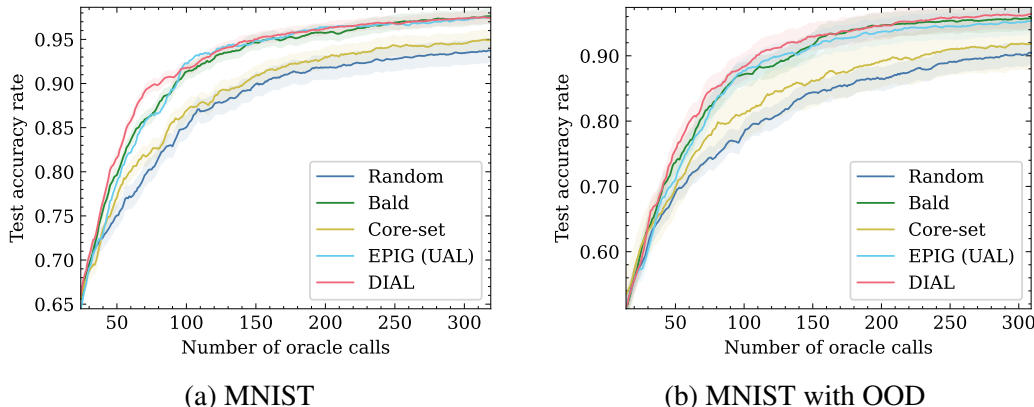 0.95
0.90
0.85
0.80
0.75
0.70
0.65
Test accuracy rate
50 100 150 200 250 300
Number of oracle calls
Random
Bald
Core-set
EPIG (UAL)
DIAL
(a) MNIST
0.90
0.80
0.70
0.60
Test accuracy rate
50 100 150 200 250 300
Number of oracle calls
Random
Bald
Core-set
EPIG (UAL)
DIAL
(b) MNIST with OOD